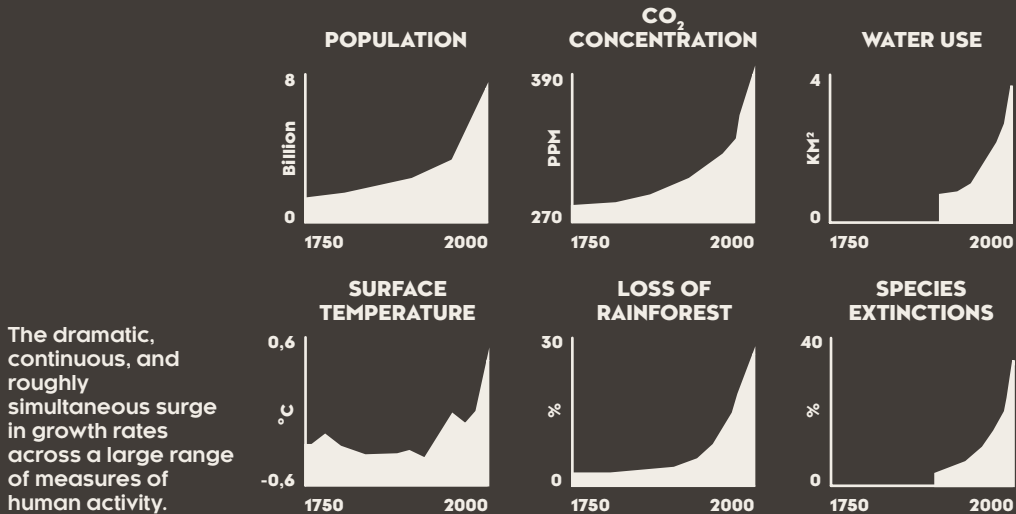 POPULATION
8
Billion
0
1750 2000
CO₂
CONCENTRATION
390
PPM
270
1750 2000
WATER USE
4
KM²
0
1750 2000
SURFACE
TEMPERATURE
0,6
°C
-0,6
1750 2000
LOSS OF
RAINFOREST
30
%
0
1750 2000
SPECIES
EXTINCTIONS
40
%
0
1750 2000
The dramatic,
continuous, and
roughly
simultaneous surge
in growth rates
across a large range
of measures of
human activity.